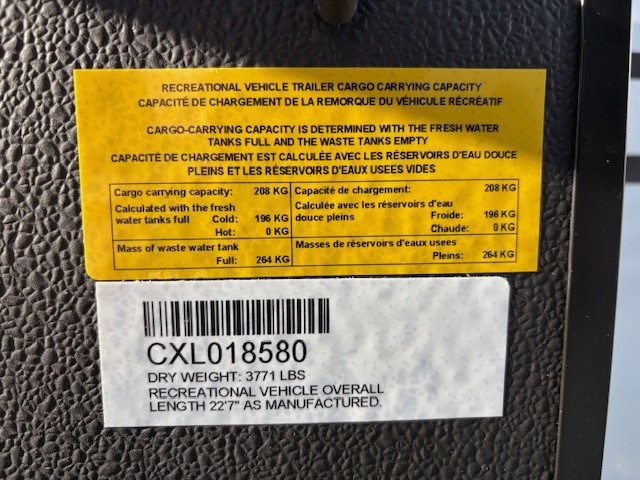 RECREATIONAL VEHICLE TRAILER CARGO CARRYING CAPACITY
CAPACITÉ DE CHARGEMENT DE LA REMORQUE DU VÉHICULE RÉCRÉATIF
CARGO-CARRYING CAPACITY IS DETERMINED WITH THE FRESH WATER
TANKS FULL AND THE WASTE TANKS EMPTY
CAPACITÉ DE CHARGEMENT EST CALCULÉE AVEC LES RÉSERVOIRS D'EAU DOUCE
PLEINS ET LES RÉSERVOIRS D'EAUX USEES VIDES
Cargo carrying capacity: 208 KG
Calculated with the fresh
water tanks full Cold: 196 KG
Hot: 0 KG
Mass of waste water tank
Full: 264 KG
Capacité de chargement: 208 KG
Calculée avec les réservoirs d'eau
douce pleins Froide: 196 KG
Chaude: 0 KG
Masses de réservoirs d'eaux usees
Pleins: 264 KG
CXL018580
DRY WEIGHT: 3771 LBS
RECREATIONAL VEHICLE OVERALL
LENGTH 22'7" AS MANUFACTURED.